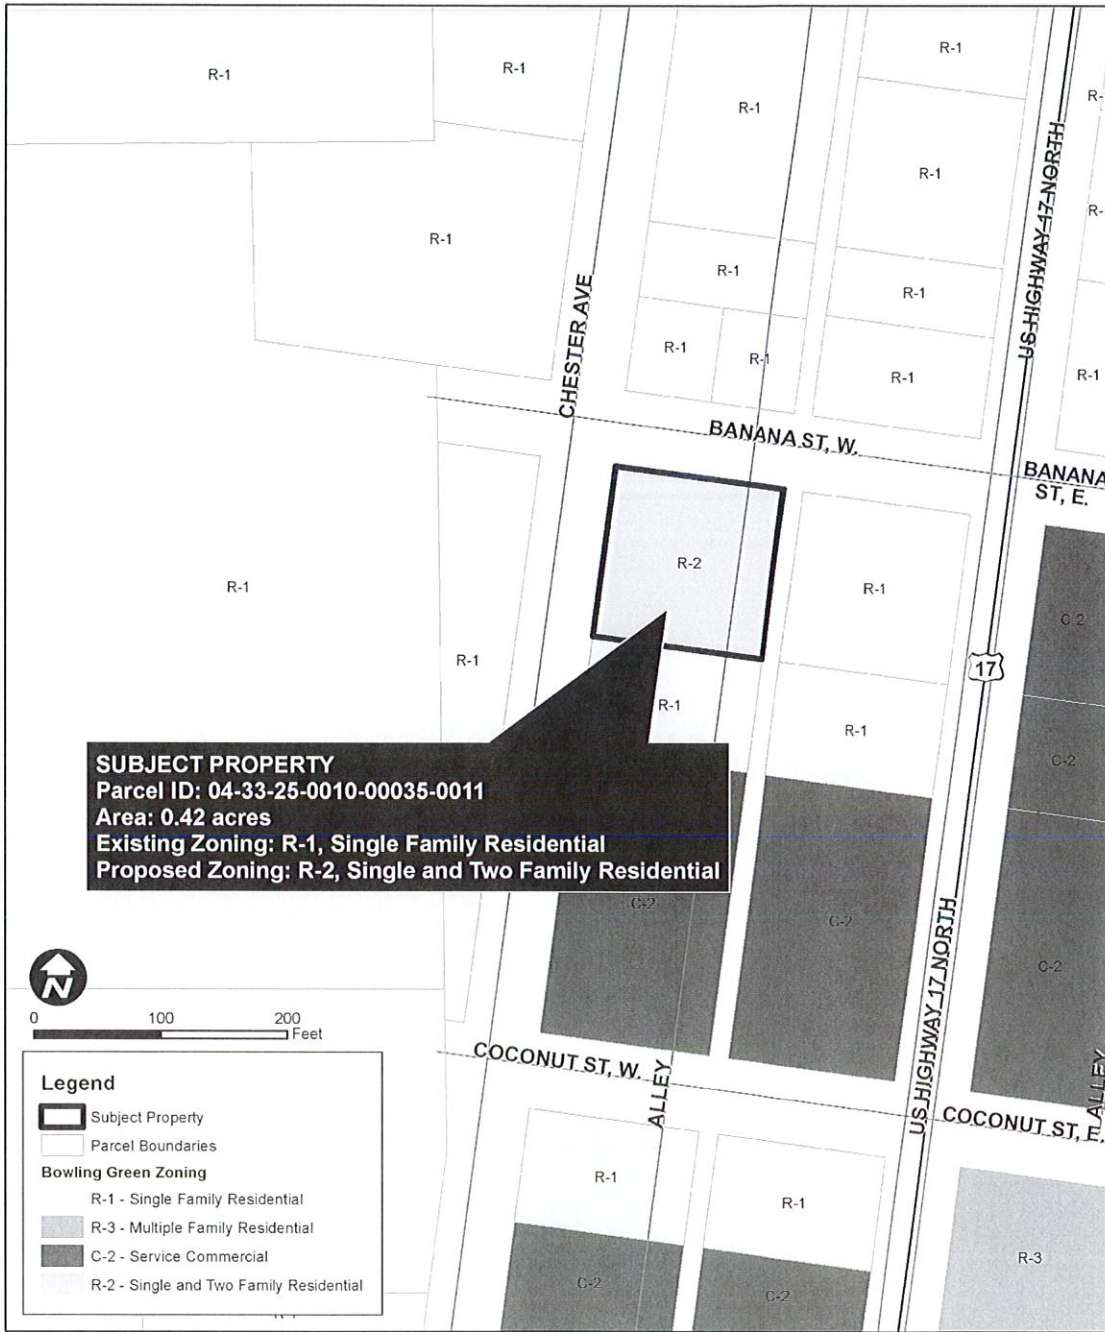 R-1
R-1
R-1
R-1
R-1
R-1
R-1
R-1
R-1
R-1
R-1
R-1
R-1
CHESTER AVE
US HIGHWAY 17 NORTH
BANANA ST, W.
BANANA
ST, E.
R-2
R-1
C-2
R-1
R-1
17
R-1
R-1
C-2
SUBJECT PROPERTY
Parcel ID: 04-33-25-0010-00035-0011
Area: 0.42 acres
Existing Zoning: R-1, Single Family Residential
Proposed Zoning: R-2, Single and Two Family Residential
C-2
C-2
C-2
US HIGHWAY 17 NORTH
N
0 100 200
Feet
COCONUT ST, W.
ALLEY
ALLEY
COCONUT ST, E.
Legend
Subject Property
Parcel Boundaries
Bowling Green Zoning
R-1 - Single Family Residential
R-3 - Multiple Family Residential
C-2 - Service Commercial
R-2 - Single and Two Family Residential
R-1
R-1
R-3
C-2
C-2